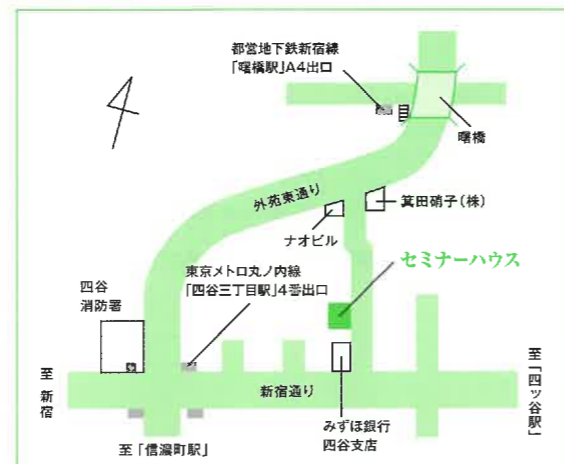 都営地下鉄新宿線
「曙橋駅」A4出口
曙橋
外苑東通り
箕田硝子(株)
ナオビル
セミナーハウス
東京メトロ丸ノ内線
「四谷三丁目駅」4番出口
四谷
消防署
至 新宿
新宿通り
至「四ッ谷駅」
みずほ銀行
四谷支店
至「信濃町駅」